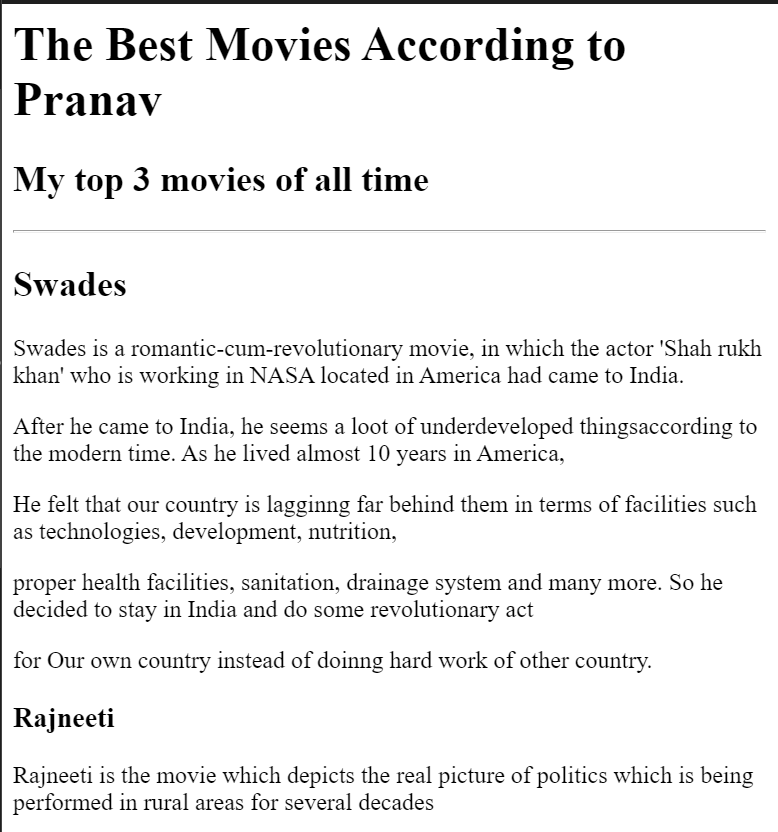 The Best Movies According to
Pranav
My top 3 movies of all time
Swades
Swades is a romantic-cum-revolutionary movie, in which the actor 'Shah rukh
khan' who is working in NASA located in America had came to India.
After he came to India, he seems a loot of underdeveloped thingsaccording to
the modern time. As he lived almost 10 years in America,
He felt that our country is lagginng far behind them in terms of facilities such
as technologies, development, nutrition,
proper health facilities, sanitation, drainage system and many more. So he
decided to stay in India and do some revolutionary act
for Our own country instead of doinng hard work of other country.
Rajneeti
Rajneeti is the movie which depicts the real picture of politics which is being
performed in rural areas for several decades